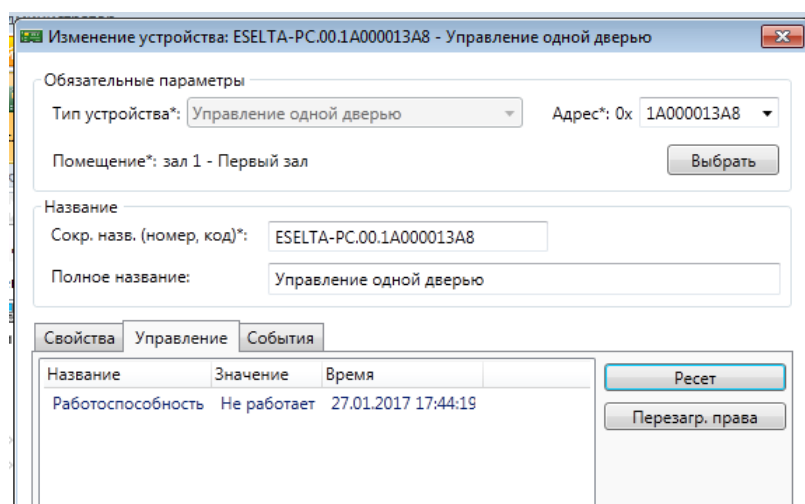 Изменение устройства: ESELTA-PC.00.1A000013A8 - Управление одной дверью
Обязательные параметры
Тип устройства*: Управление одной дверью Адрес*: 0x 1A000013A8
Помещение*: зал 1 - Первый зал Выбрать
Название
Сокр. назв. (номер, код)*: ESELTA-PC.00.1A000013A8
Полное название: Управление одной дверью
Свойства Управление События
Название Значение Время Ресет
Работоспособность Не работает 27.01.2017 17:44:19 Перезагр. права